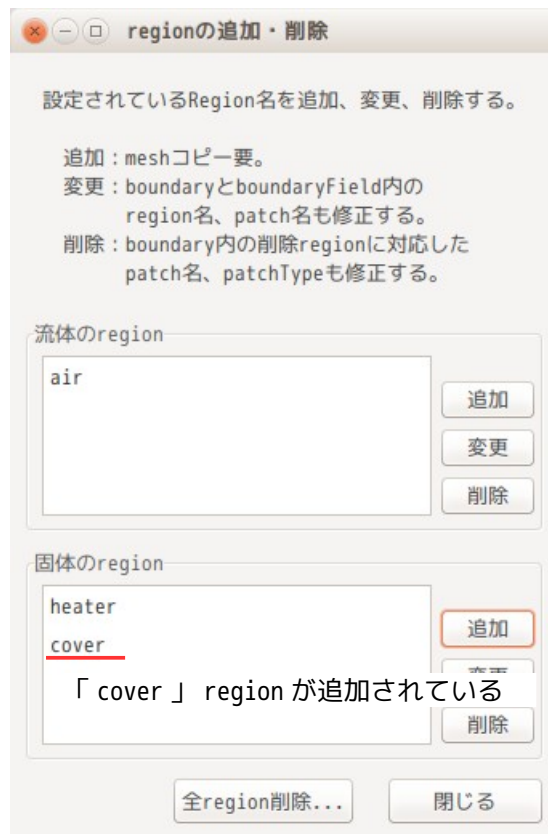 regionの追加・削除
設定されているRegion名を追加、変更、削除する。
追加：meshコピー要。
変更：boundaryとboundaryField内の
region名、patch名も修正する。
削除：boundary内の削除regionに対応した
patch名、patchTypeも修正する。
流体のregion
air
追加
変更
削除
固体のregion
heater
追加
cover
変更
「 cover 」 region が追加されている
削除
全region削除...
閉じる